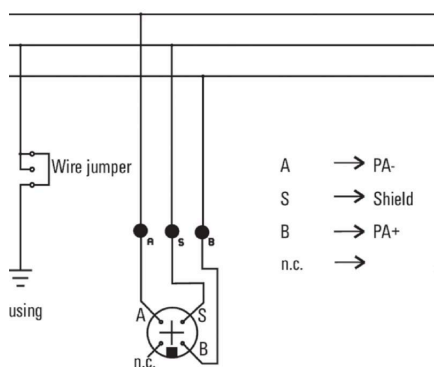 Wire jumper
A → PA-
S → Shield
B → PA+
n.c. →
A S B
using
A S
n.c. B